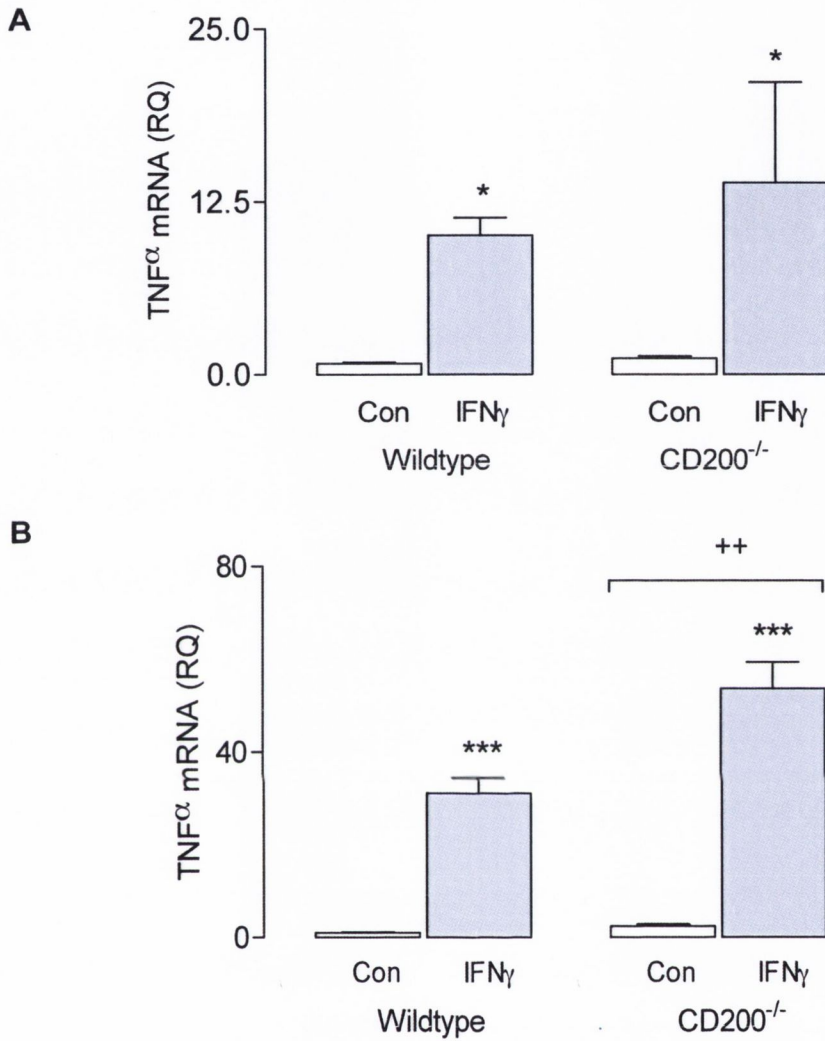 A
TNFα mRNA (RQ)
25.0
12.5
0.0
*
*
Con IFNγ Con IFNγ
Wildtype CD200-/-
B
TNFα mRNA (RQ)
80
40
0
++
***
***
Con IFNγ Con IFNγ
Wildtype CD200-/-